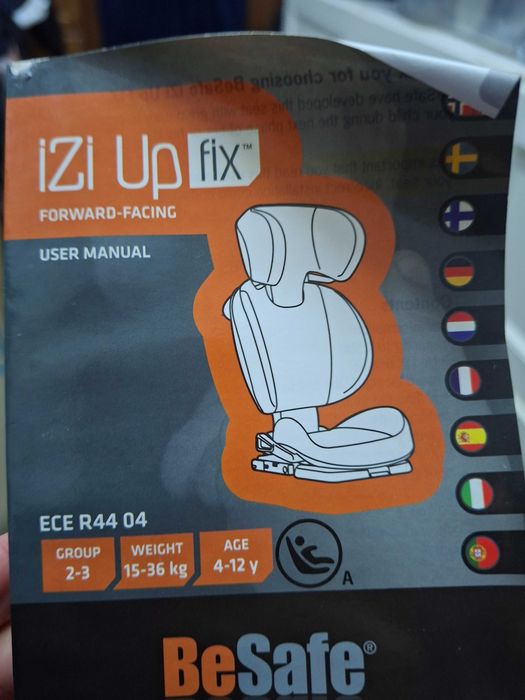 iZi Up fix™
FORWARD-FACING
USER MANUAL
ECE R44 04
GROUP
2-3
WEIGHT
15-36 kg
AGE
4-12 y
A
BeSafe®